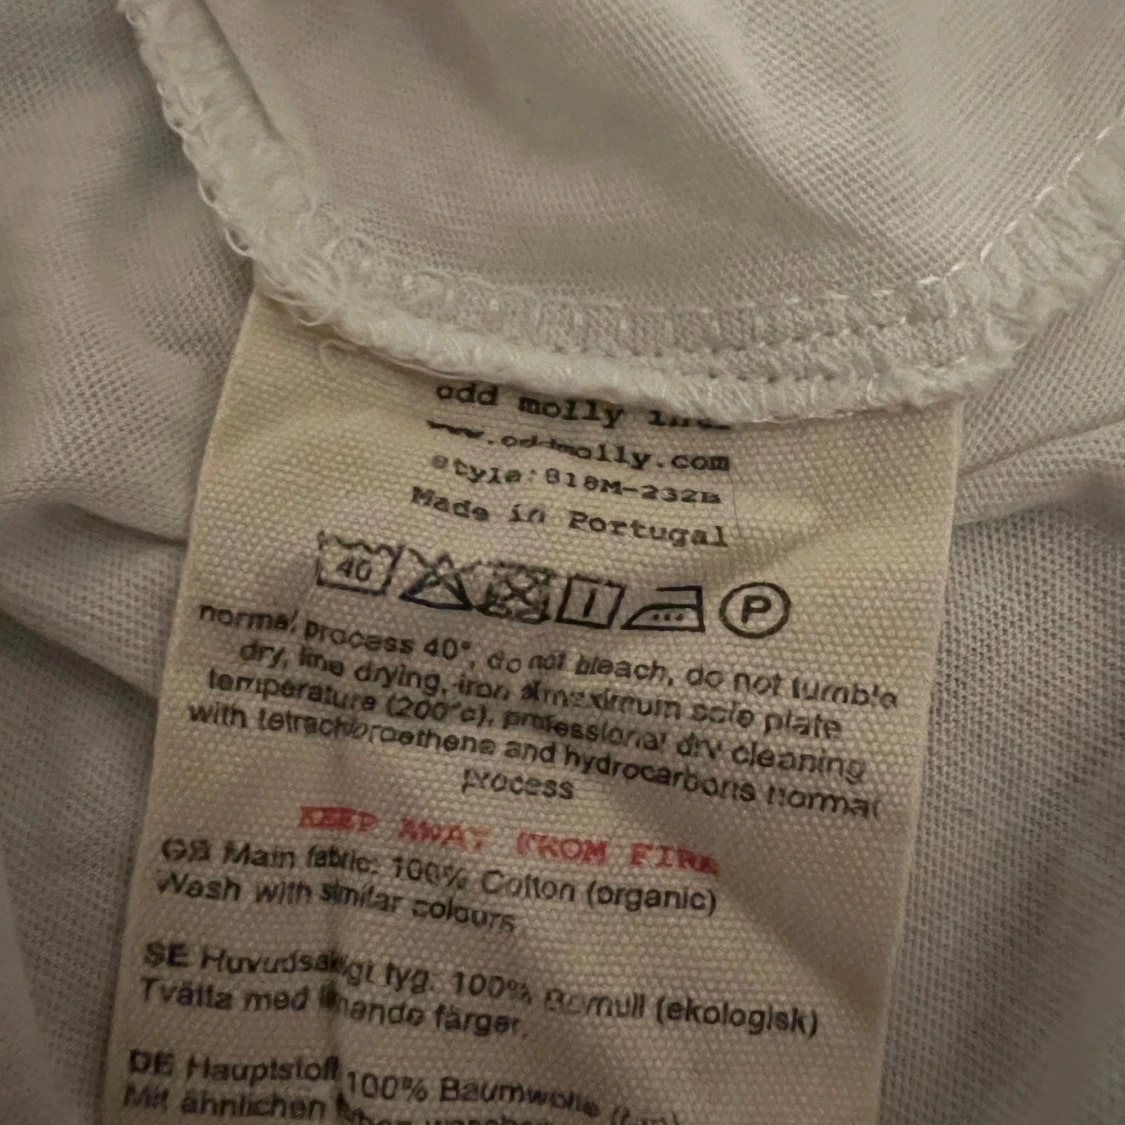 odd molly
www.oddmolly.com
style:818M-232B
Made in Portugal
40 P
normal process 40°, do not bleach, do not tumble
dry, line drying, iron at maximum sole plate
temperature (200°c), professional dry cleaning
with tetrachloroethene and hydrocarbons normal
process
KEEP AWAY FROM FIRE
GB Main fabric: 100% Cotton (organic)
Wash with similar colours
SE Huvudsakligt tyg: 100% Bomull (ekologisk)
Tvätta med liknande färger
DE Hauptstoff 100% Baumwolle
Mit ähnlichen